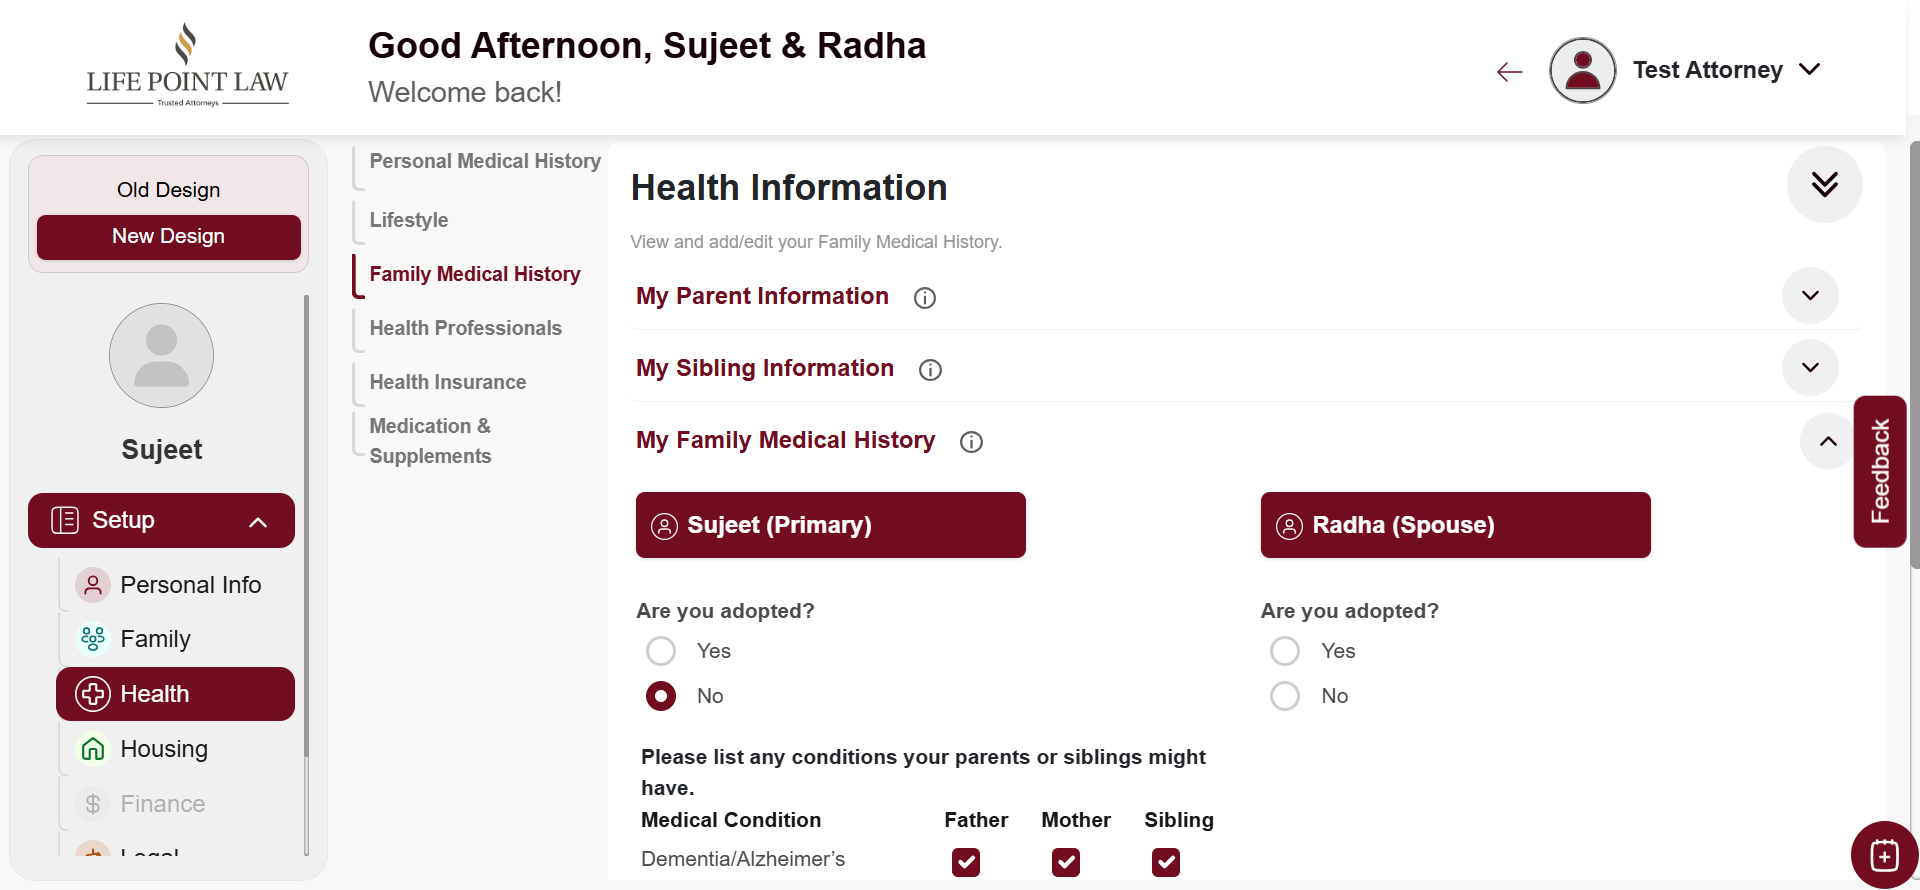 LIFE POINT LAW
Trusted Attorneys
Good Afternoon, Sujeet & Radha
Welcome back!
Test Attorney
Old Design
New Design
Sujeet
Setup
Personal Info
Family
Health
Housing
Finance
Legal
Personal Medical History
Lifestyle
Family Medical History
Health Professionals
Health Insurance
Medication &
Supplements
Health Information
View and add/edit your Family Medical History.
My Parent Information
My Sibling Information
My Family Medical History
Sujeet (Primary)
Radha (Spouse)
Are you adopted?
Are you adopted?
Yes
Yes
No
No
Please list any conditions your parents or siblings might
have.
Medical Condition Father Mother Sibling
Dementia/Alzheimer’s
Feedback